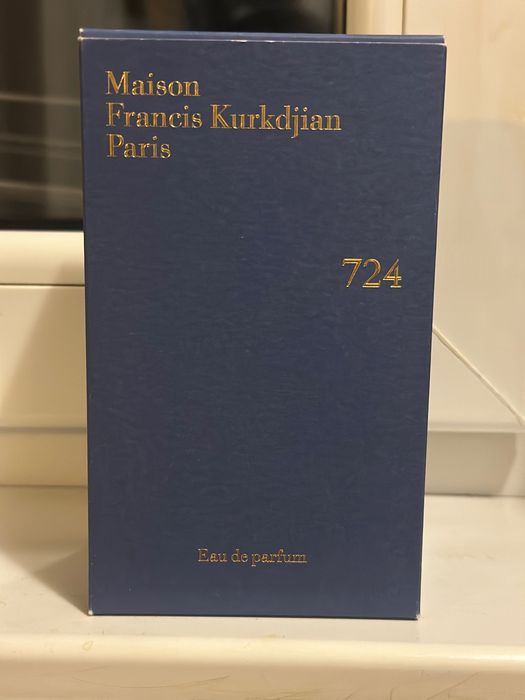 Maison
Francis Kurkdjian
Paris
724
Eau de parfum